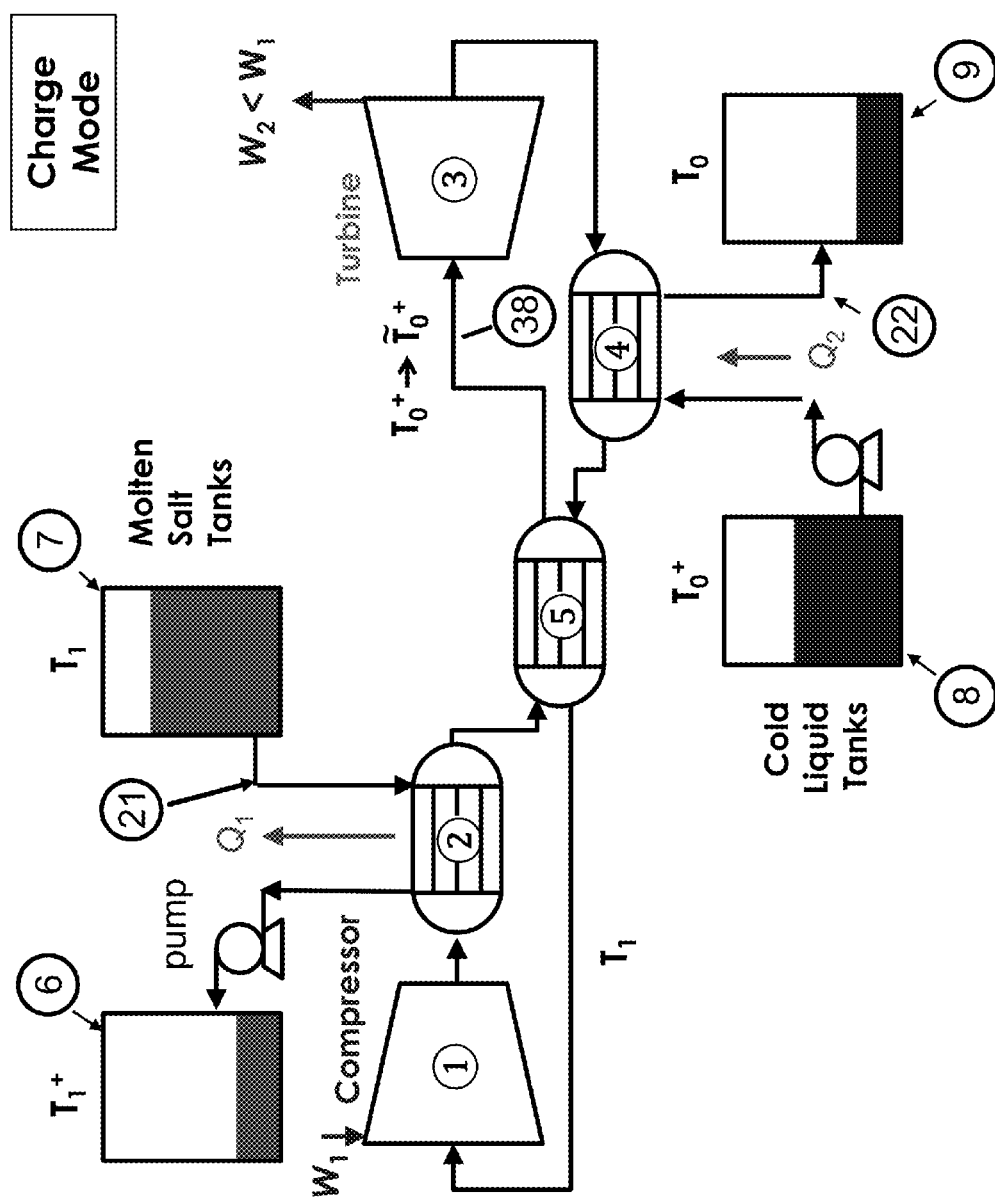 Charge
Mode
6
7
T₁⁺
T₁
Molten
Salt
Tanks
pump
21
Q₁
W₂ < W₁
W₁
Compressor
Turbine
T₀⁺ → T̃₀⁺
38
1
2
3
5
4
T₁
Q₂
22
Cold
Liquid
Tanks
T₀⁺
T₀
8
9